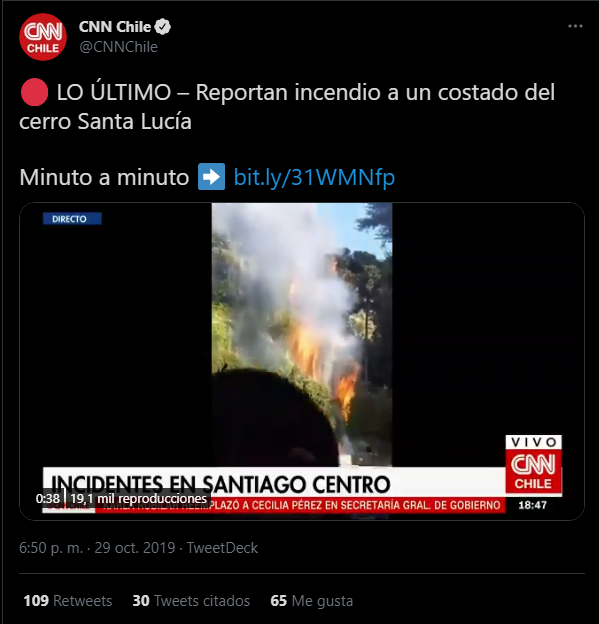 CNN
CHILE
CNN Chile
@CNNChile
LO ÚLTIMO – Reportan incendio a un costado del
cerro Santa Lucía
Minuto a minuto ➡ bit.ly/31WMNfp
DIRECTO
VIVO
CNN
CHILE
INCIDENTES EN SANTIAGO CENTRO
0:38 19,1 mil reproducciones
PLAZÓ A CECILIA PÉREZ EN SECRETARÍA GRAL. DE GOBIERNO
18:47
6:50 p. m. · 29 oct. 2019 · TweetDeck
109 Retweets 30 Tweets citados 65 Me gusta